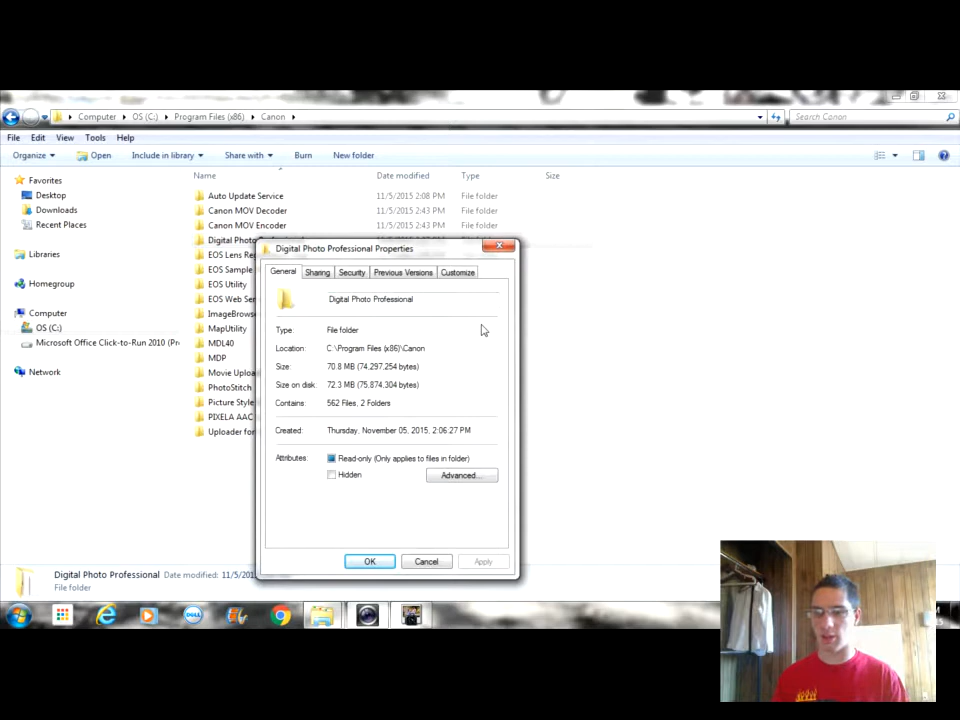 Computer ▸ OS (C:) ▸ Program Files (x86) ▸ Canon ▸
Search Canon
File Edit View Tools Help
Organize Open Include in library Share with Burn New folder
Name Date modified Type Size
Favorites
Desktop
Downloads
Recent Places
Libraries
Homegroup
Computer
OS (C:)
Microsoft Office Click-to-Run 2010 (Pr
Network
Auto Update Service 11/5/2015 2:08 PM File folder
Canon MOV Decoder 11/5/2015 2:43 PM File folder
Canon MOV Encoder 11/5/2015 2:43 PM File folder
Digital Photo
EOS Lens Re
EOS Sample
EOS Utility
EOS Web Ser
ImageBrows
MapUtility
MDL40
MDP
Movie Uploa
PhotoStitch
Picture Style
PIXELA AAC
Uploader for
Digital Photo Professional Properties
General Sharing Security Previous Versions Customize
Digital Photo Professional
Type: File folder
Location: C:\Program Files (x86)\Canon
Size: 70.8 MB (74,297,254 bytes)
Size on disk: 72.3 MB (75,874,304 bytes)
Contains: 562 Files, 2 Folders
Created: Thursday, November 05, 2015, 2:06:27 PM
Attributes: Read-only (Only applies to files in folder)
Hidden Advanced...
OK Cancel Apply
Digital Photo Professional Date modified: 11/5/201
File folder
DELL